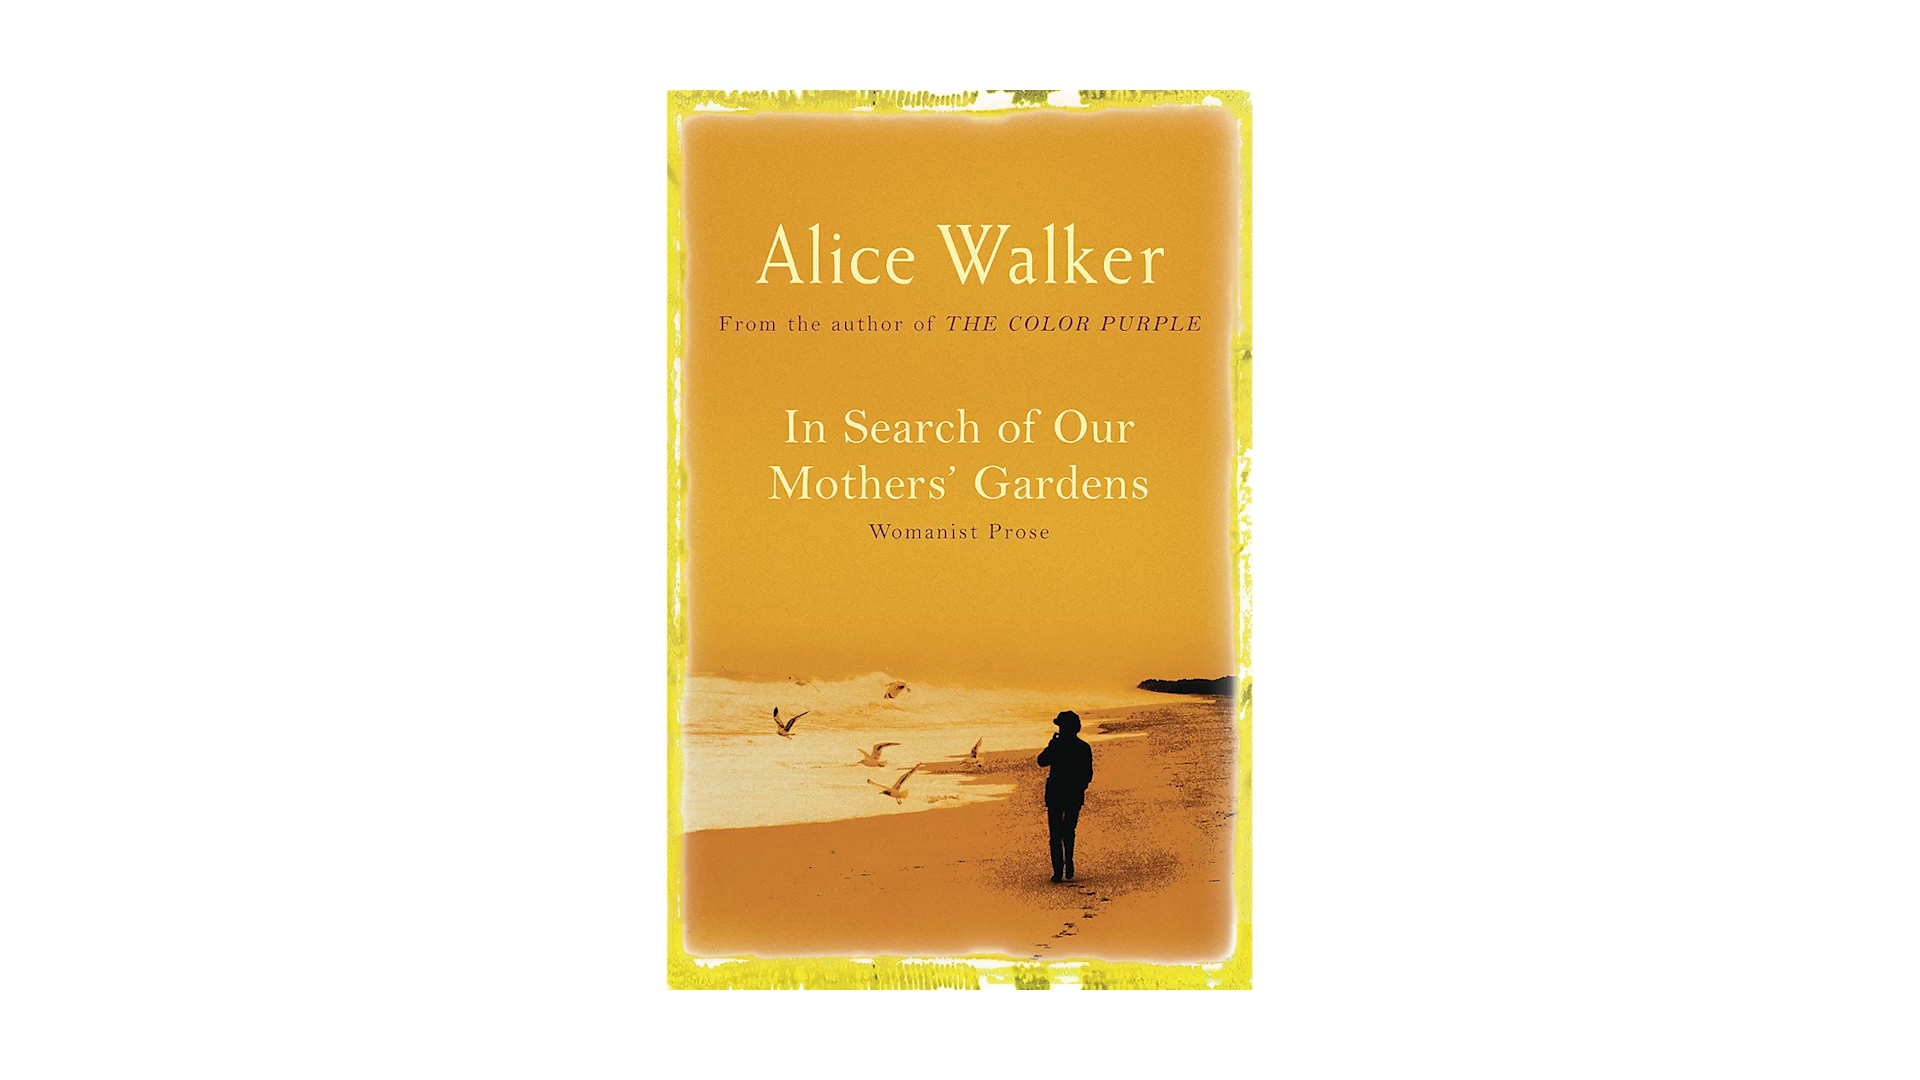 Alice Walker
From the author of THE COLOR PURPLE
In Search of Our
Mothers’ Gardens
Womanist Prose